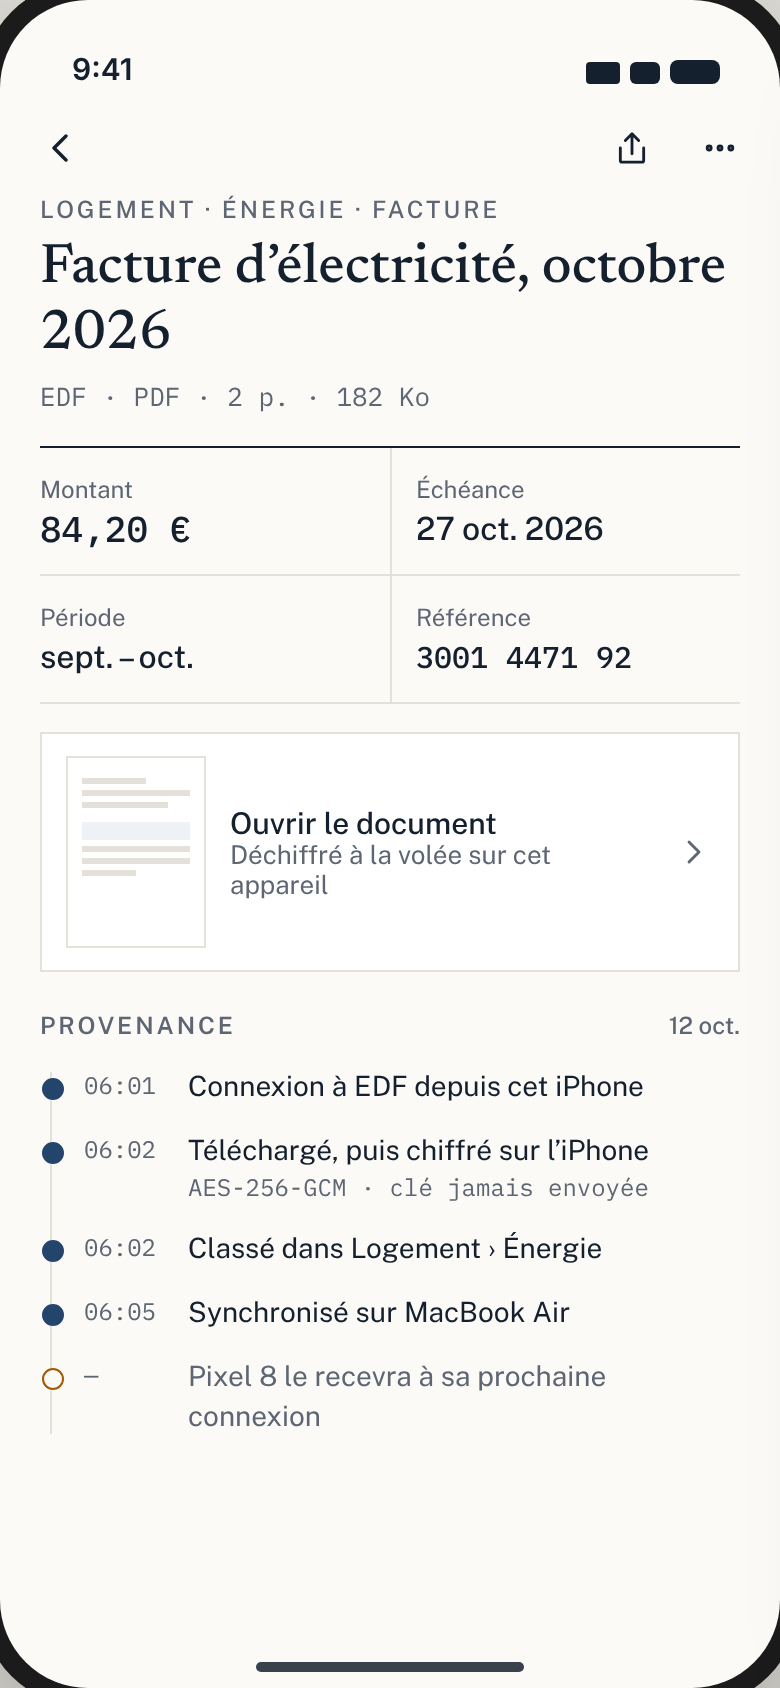 9:41
LOGEMENT · ÉNERGIE · FACTURE
Facture d’électricité, octobre
2026
EDF · PDF · 2 p. · 182 Ko
Montant
84,20 €
Échéance
27 oct. 2026
Période
sept. – oct.
Référence
3001 4471 92
Ouvrir le document
Déchiffré à la volée sur cet
appareil
PROVENANCE
12 oct.
06:01 Connexion à EDF depuis cet iPhone
06:02 Téléchargé, puis chiffré sur l’iPhone
AES-256-GCM · clé jamais envoyée
06:02 Classé dans Logement › Énergie
06:05 Synchronisé sur MacBook Air
– Pixel 8 le recevra à sa prochaine
connexion